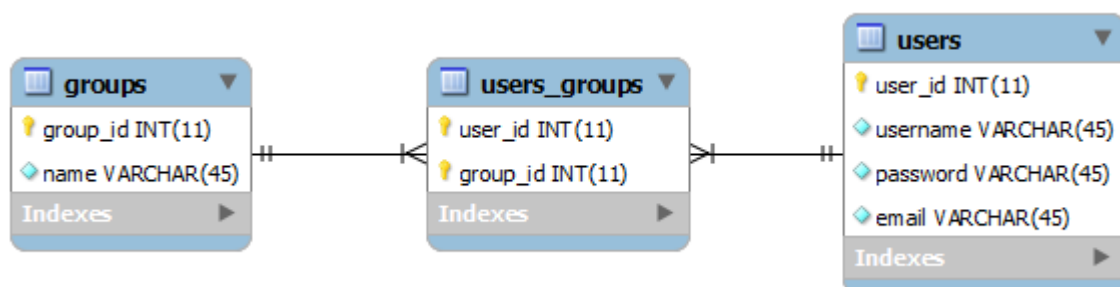 groups
group_id INT(11)
name VARCHAR(45)
Indexes
users_groups
user_id INT(11)
group_id INT(11)
Indexes
users
user_id INT(11)
username VARCHAR(45)
password VARCHAR(45)
email VARCHAR(45)
Indexes